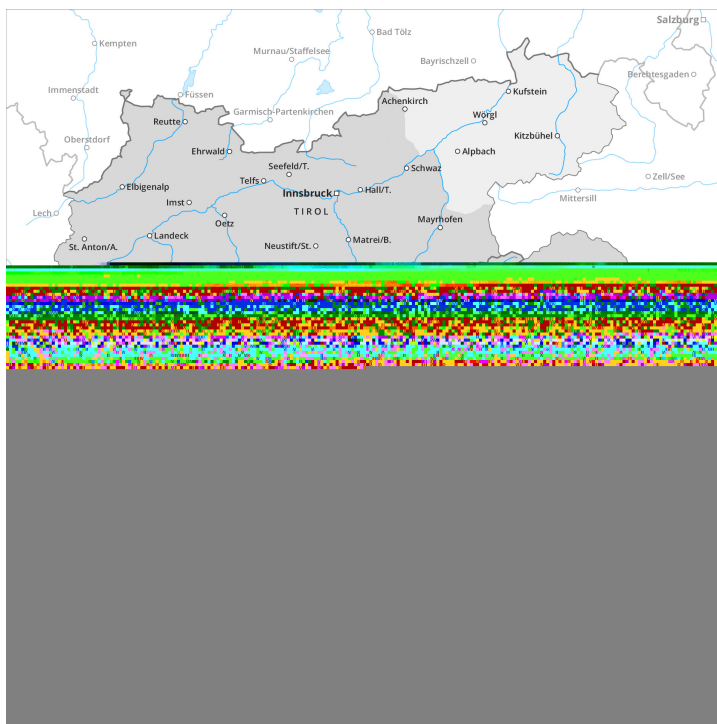 Salzburg
Bad Tölz
Kempten
Murnau/Staffelsee
Bayrischzell
Berchtesgaden
Immenstadt
Füssen
Kufstein
Achenkirch
Garmisch-Partenkirchen
Wörgl
Reutte
Kitzbühel
Oberstdorf
Ehrwald
Alpbach
Seefeld/T.
Schwaz
Zell/See
Telfs
Elbigenalp
Hall/T.
Innsbruck
Mittersill
Imst
TIROL
Lech
Oetz
Mayrhofen
Landeck
Matrei/B.
St. Anton/A.
Neustift/St.